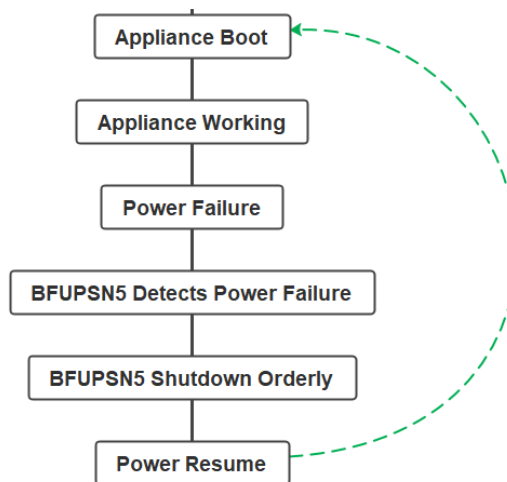 Appliance Boot
Appliance Working
Power Failure
BFUPSN5 Detects Power Failure
BFUPSN5 Shutdown Orderly
Power Resume